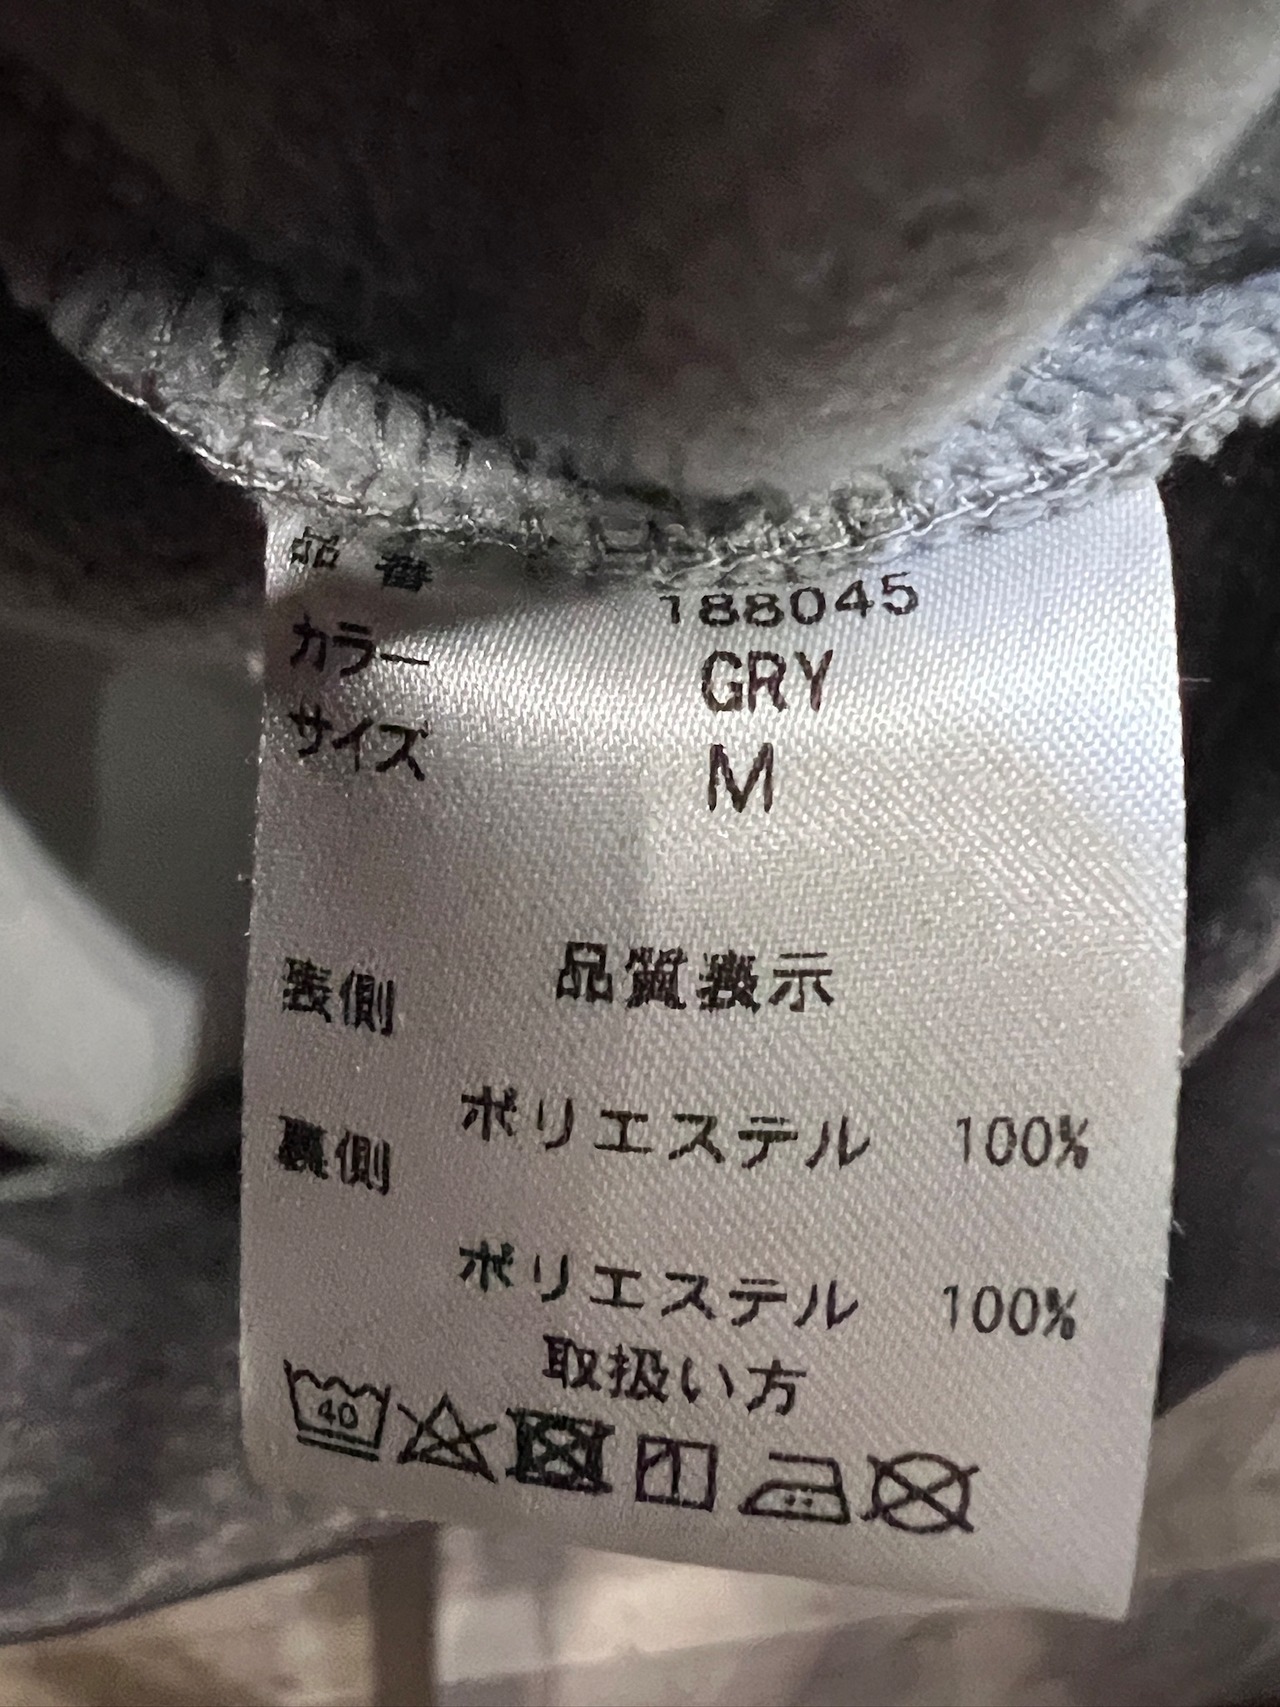 品番 188045
カラー GRY
サイズ M
品質表示
表側
ポリエステル 100%
裏側
ポリエステル 100%
取扱い方
40